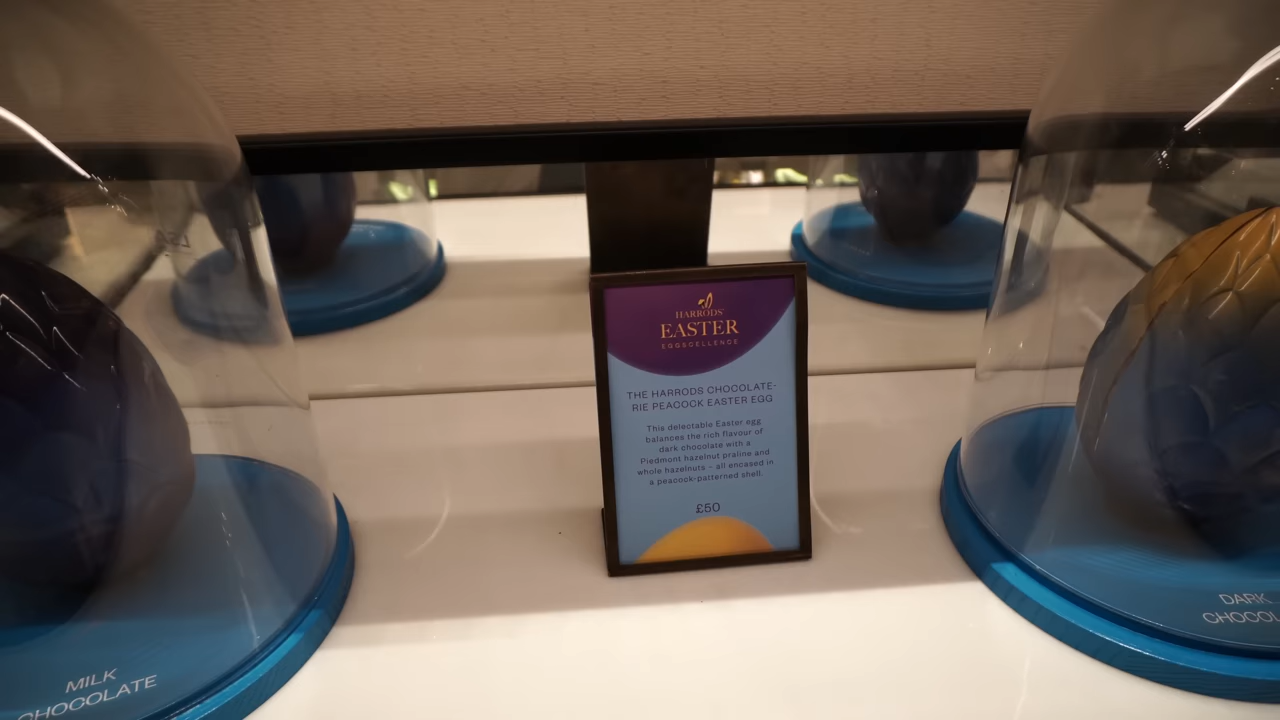 HARRODS
EASTER
EGGSCELLENCE
THE HARRODS CHOCOLATE-
RIE PEACOCK EASTER EGG
This delectable Easter egg
balances the rich flavour of
dark chocolate with a
Piedmont hazelnut praline and
whole hazelnuts – all encased in
a peacock-patterned shell.
£50
MILK
CHOCOLATE
DARK
CHOCOL